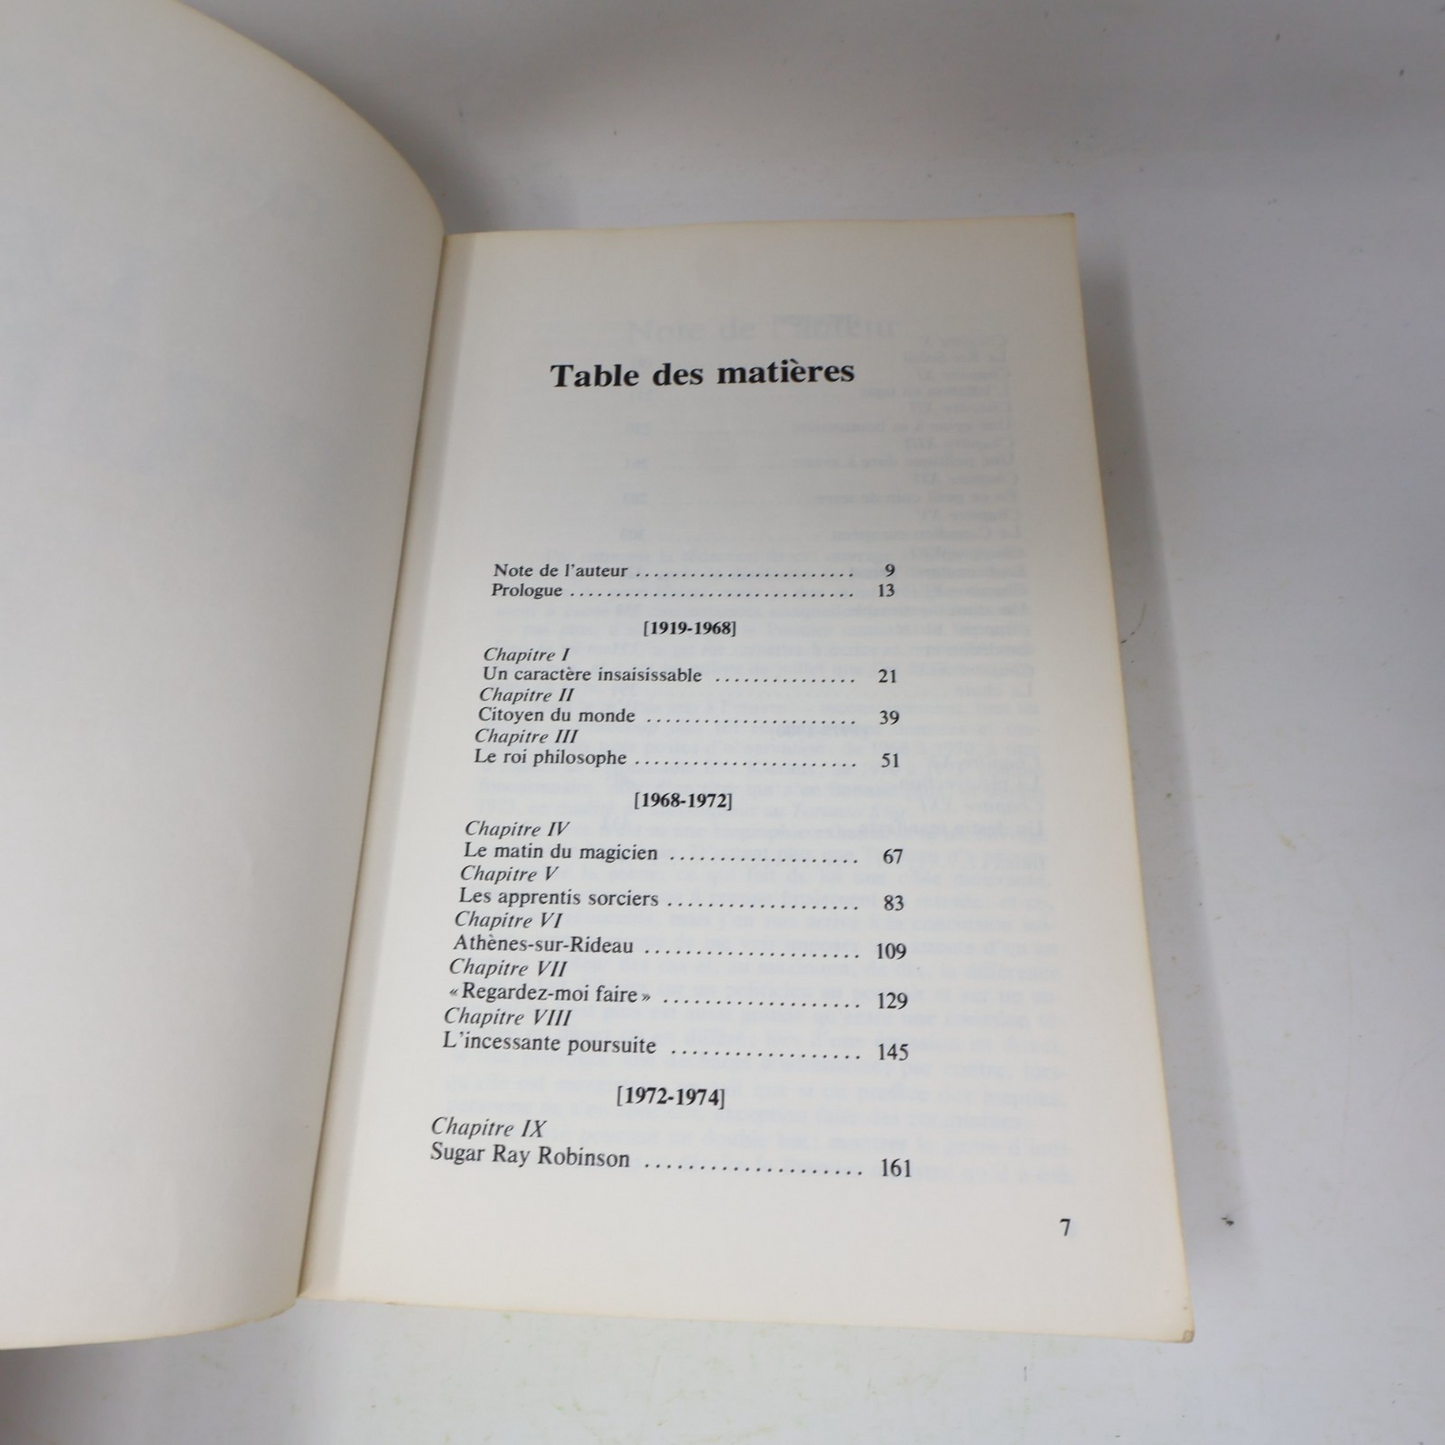 Table des matières
Note de l'auteur ........................ 9
Prologue ............................... 13
[1919-1968]
Chapitre I
Un caractère insaisissable ............... 21
Chapitre II
Citoyen du monde ....................... 39
Chapitre III
Le roi philosophe ........................ 51
[1968-1972]
Chapitre IV
Le matin du magicien ................... 67
Chapitre V
Les apprentis sorciers ................... 83
Chapitre VI
Athènes-sur-Rideau ..................... 109
Chapitre VII
« Regardez-moi faire » ................... 129
Chapitre VIII
L'incessante poursuite ................... 145
[1972-1974]
Chapitre IX
Sugar Ray Robinson ..................... 161
7